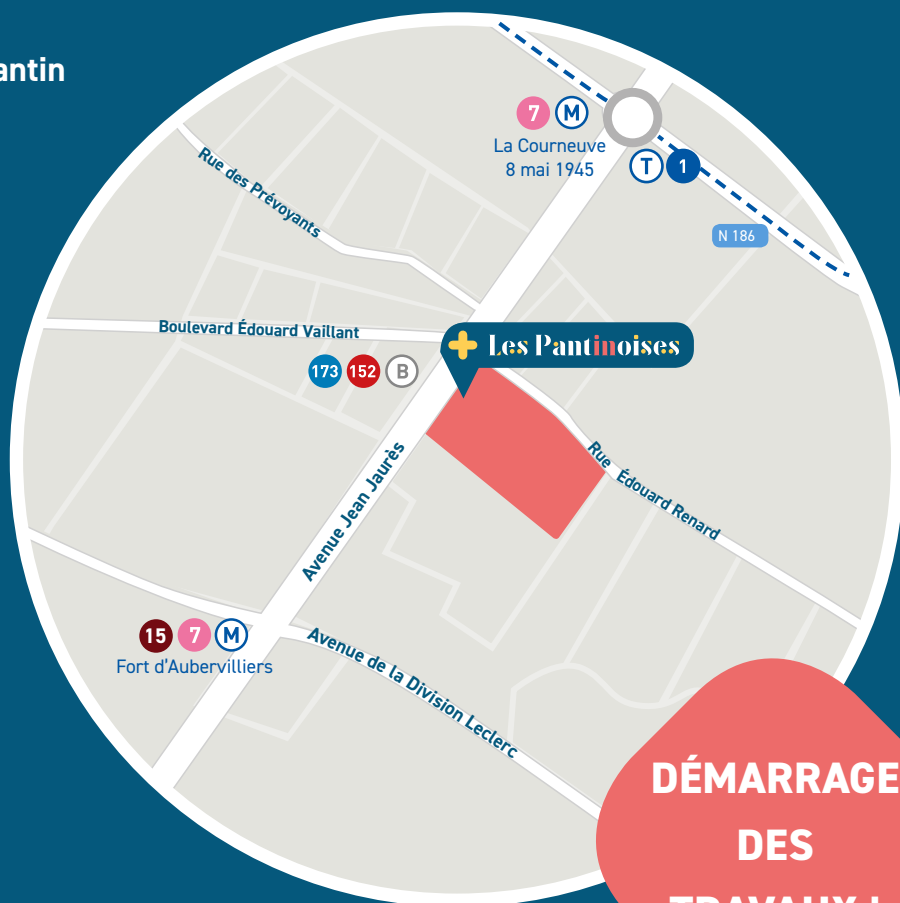 antin
7 M
La Courneuve
8 mai 1945
T 1
N 186
Rue des Prévoyants
Boulevard Édouard Vaillant
Les Pantinoises
173 152 B
Avenue Jean Jaurès
Rue Édouard Renard
15 7 M
Fort d'Aubervilliers
Avenue de la Division Leclerc
DÉMARRAGE
DES
TRAVAUX !